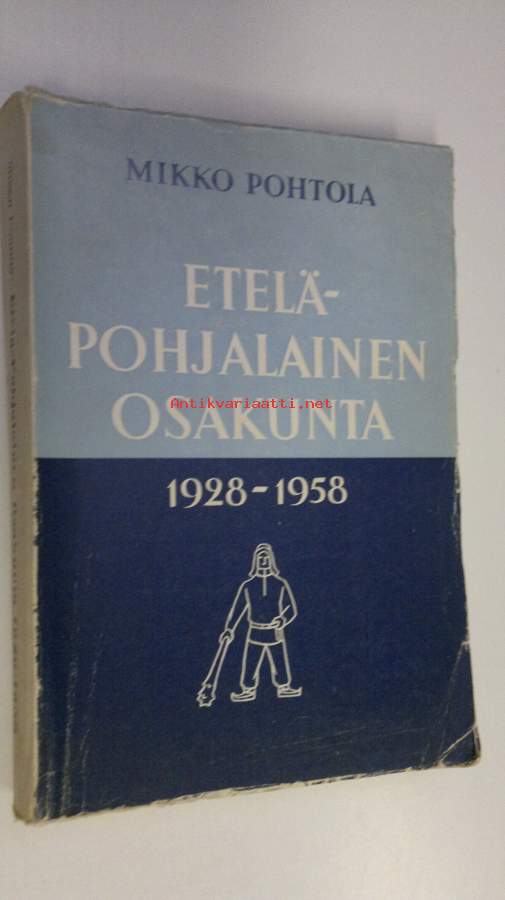 MIKKO POHTOLA
ETELÄ-
POHJALAINEN
Antikvariaatti.net
OSAKUNTA
1928-1958